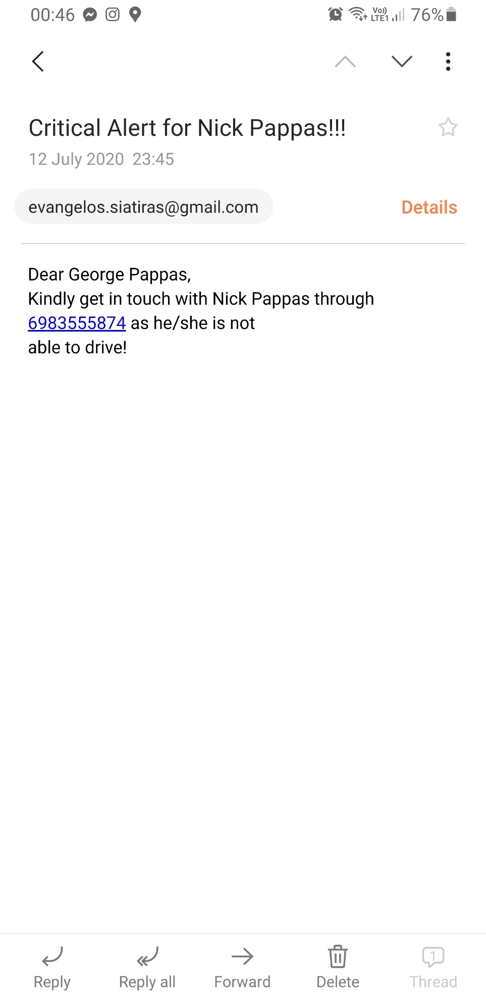 00:46 Vo)) LTE1 76%
Critical Alert for Nick Pappas!!!
12 July 2020 23:45
evangelos.siatiras@gmail.com Details
Dear George Pappas,
Kindly get in touch with Nick Pappas through
6983555874 as he/she is not
able to drive!
1
Reply Reply all Forward Delete Thread